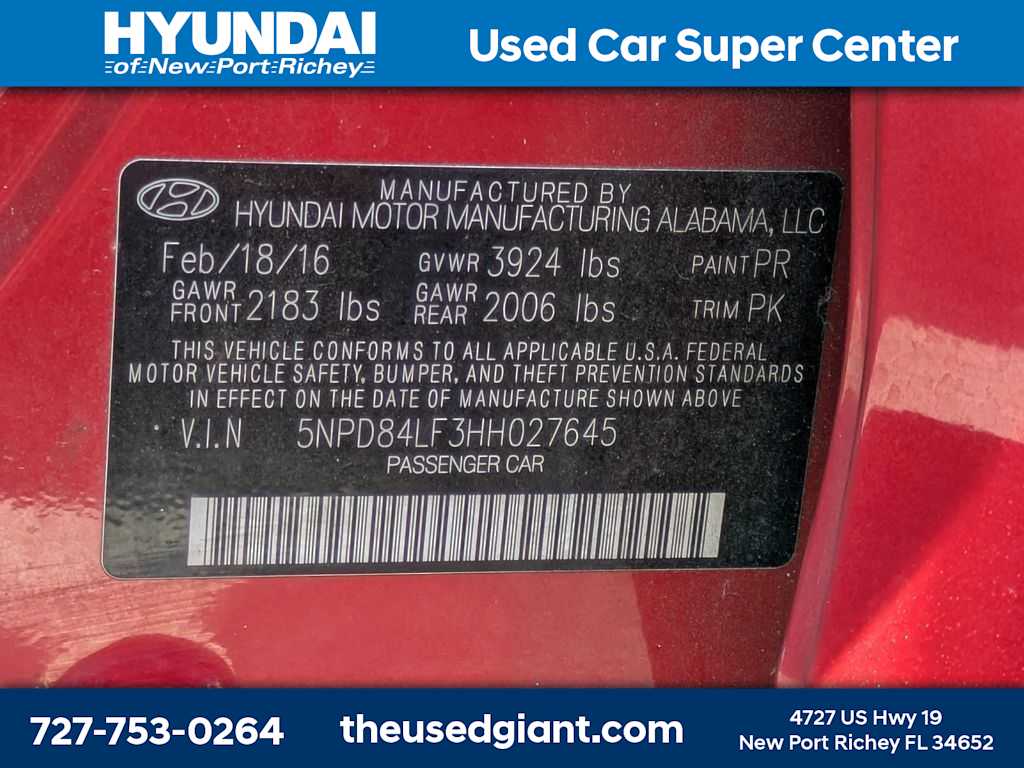 HYUNDAI
of New Port Richey
Used Car Super Center
MANUFACTURED BY
HYUNDAI MOTOR MANUFACTURING ALABAMA, LLC
Feb/18/16 GVWR 3924 lbs PAINT PR
GAWR FRONT 2183 lbs GAWR REAR 2006 lbs TRIM PK
THIS VEHICLE CONFORMS TO ALL APPLICABLE U.S.A. FEDERAL
MOTOR VEHICLE SAFETY, BUMPER, AND THEFT PREVENTION STANDARDS
IN EFFECT ON THE DATE OF MANUFACTURE SHOWN ABOVE
V.I.N 5NPD84LF3HH027645
PASSENGER CAR
727-753-0264
theusedgiant.com
4727 US Hwy 19
New Port Richey FL 34652